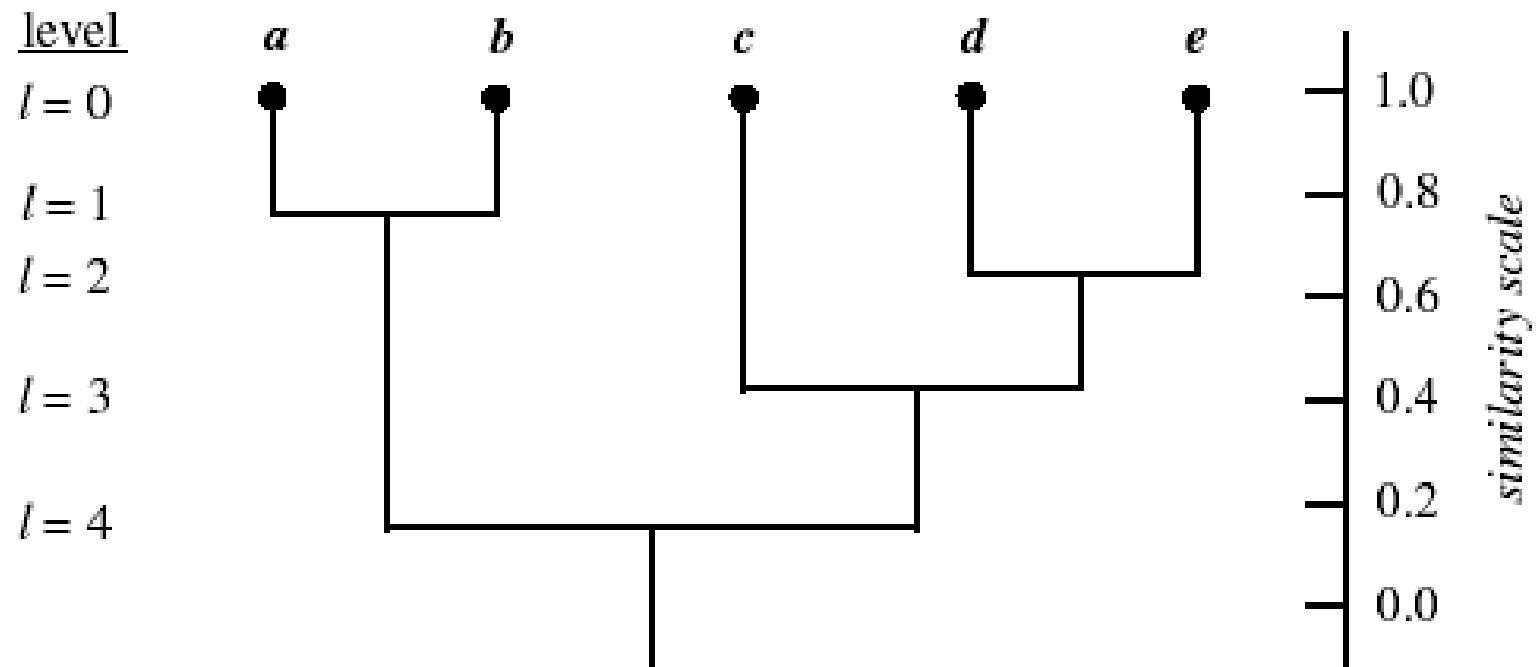 level a b c d e
l = 0 1.0
l = 1 0.8
l = 2 0.6
l = 3 0.4
l = 4 0.2
0.0
similarity scale